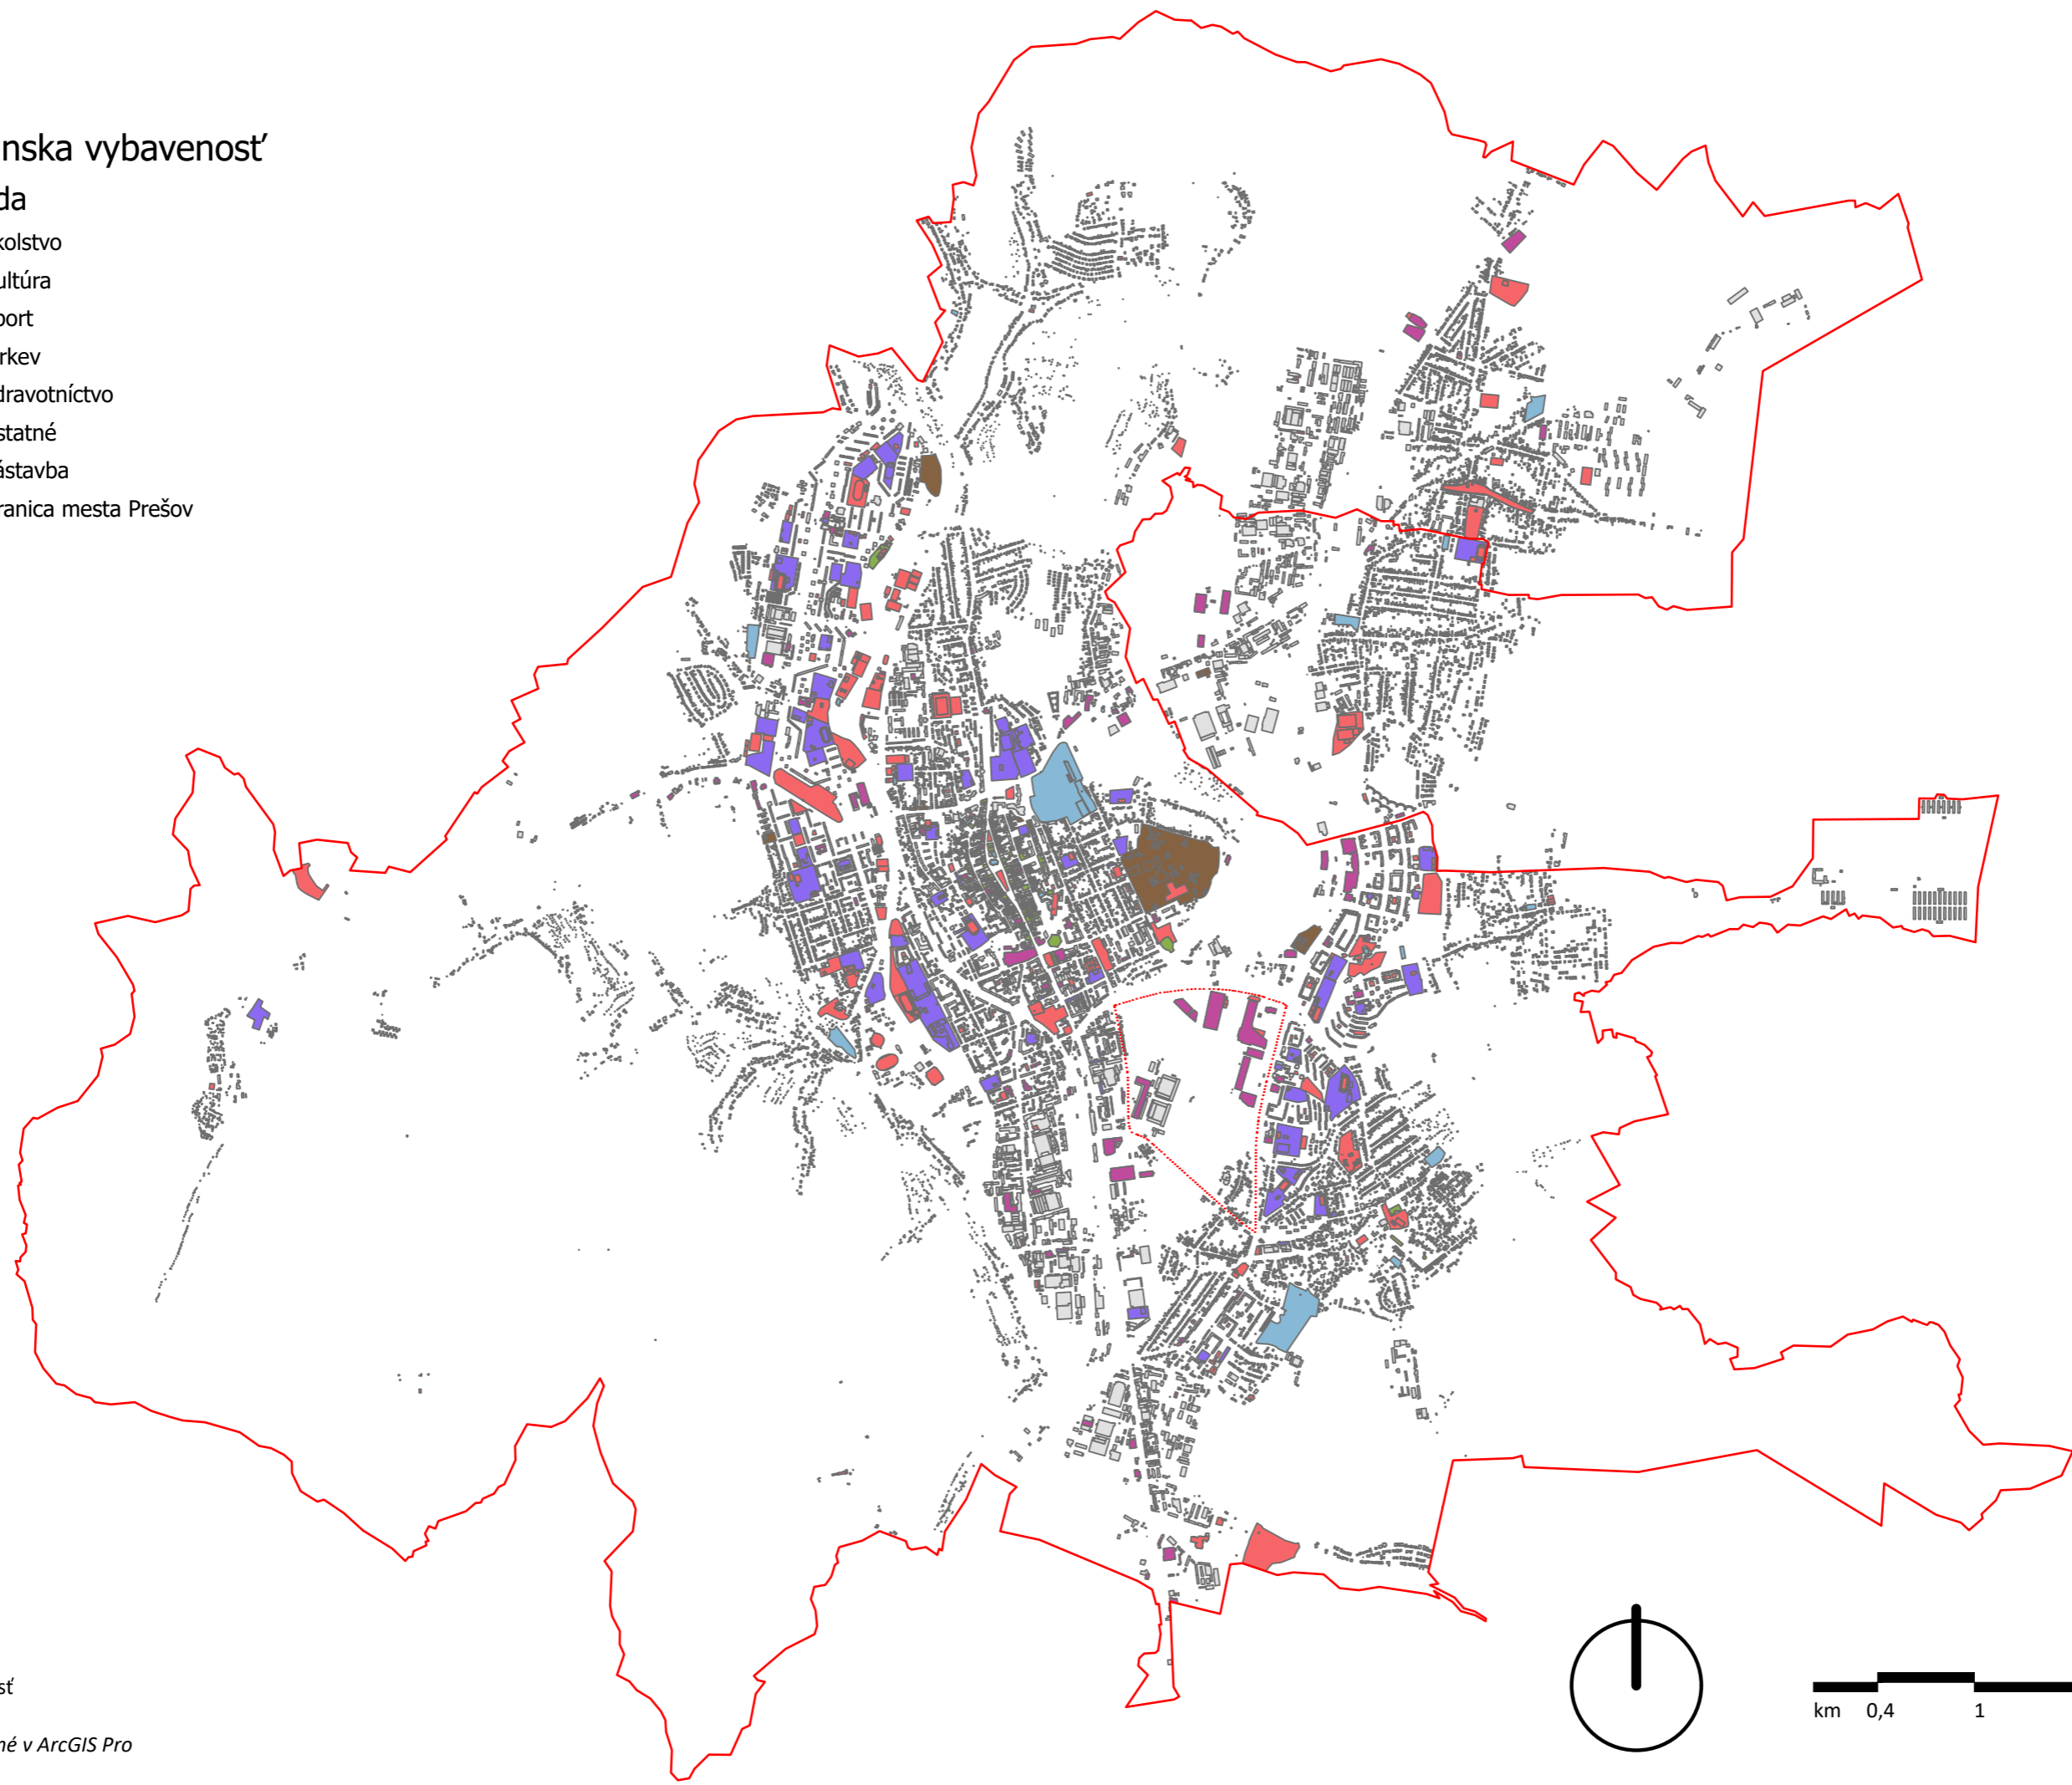 nska vybavenosť
da
kolstvo
ultúra
port
rkev
dravotníctvo
statné
ástavba
ranica mesta Prešov
sť
né v ArcGIS Pro
km 0,4 1